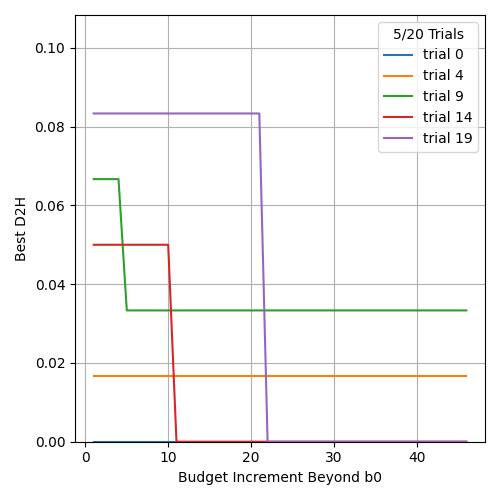 5/20 Trials
trial 0
trial 4
trial 9
trial 14
trial 19
0.10
0.08
0.06
0.04
0.02
0.00
Best D2H
0 10 20 30 40
Budget Increment Beyond b0